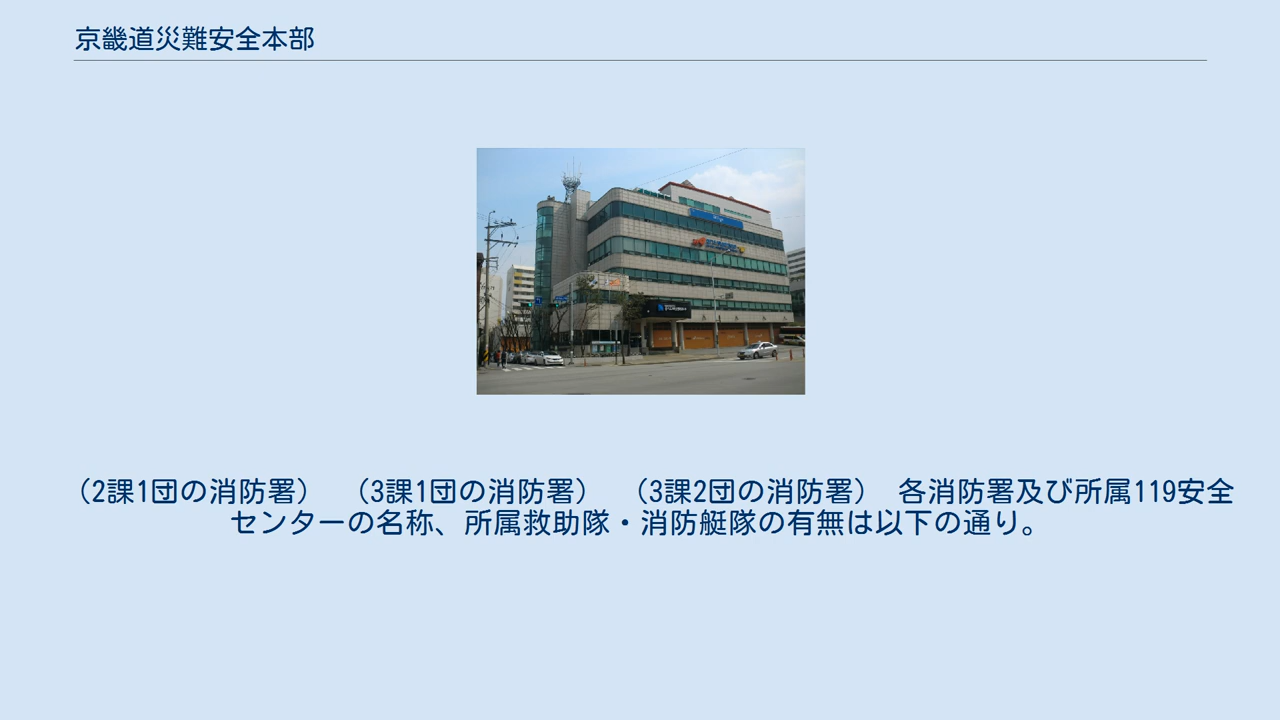 京畿道災難安全本部
（2課1団の消防署）　（3課1団の消防署）　（3課2団の消防署）　各消防署及び所属119安全
センターの名称、所属救助隊・消防艇隊の有無は以下の通り。